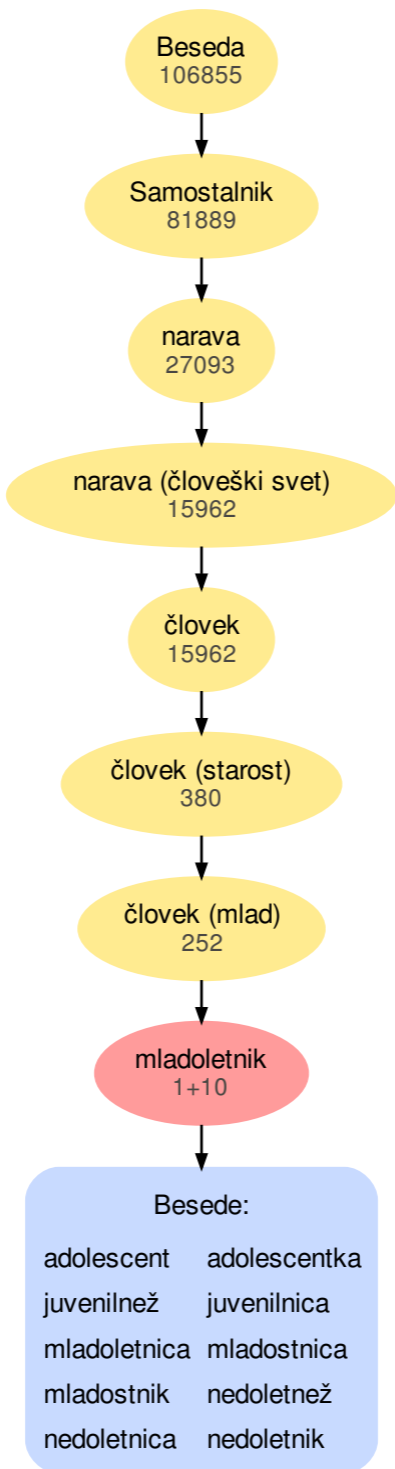 Beseda
106855
Samostalnik
81889
narava
27093
narava (človeški svet)
15962
človek
15962
človek (starost)
380
človek (mlad)
252
mladoletnik
1+10
Besede:
adolescent adolescentka
juvenilnež juvenilnica
mladoletnica mladostnica
mladostnik nedoletnež
nedoletnica nedoletnik